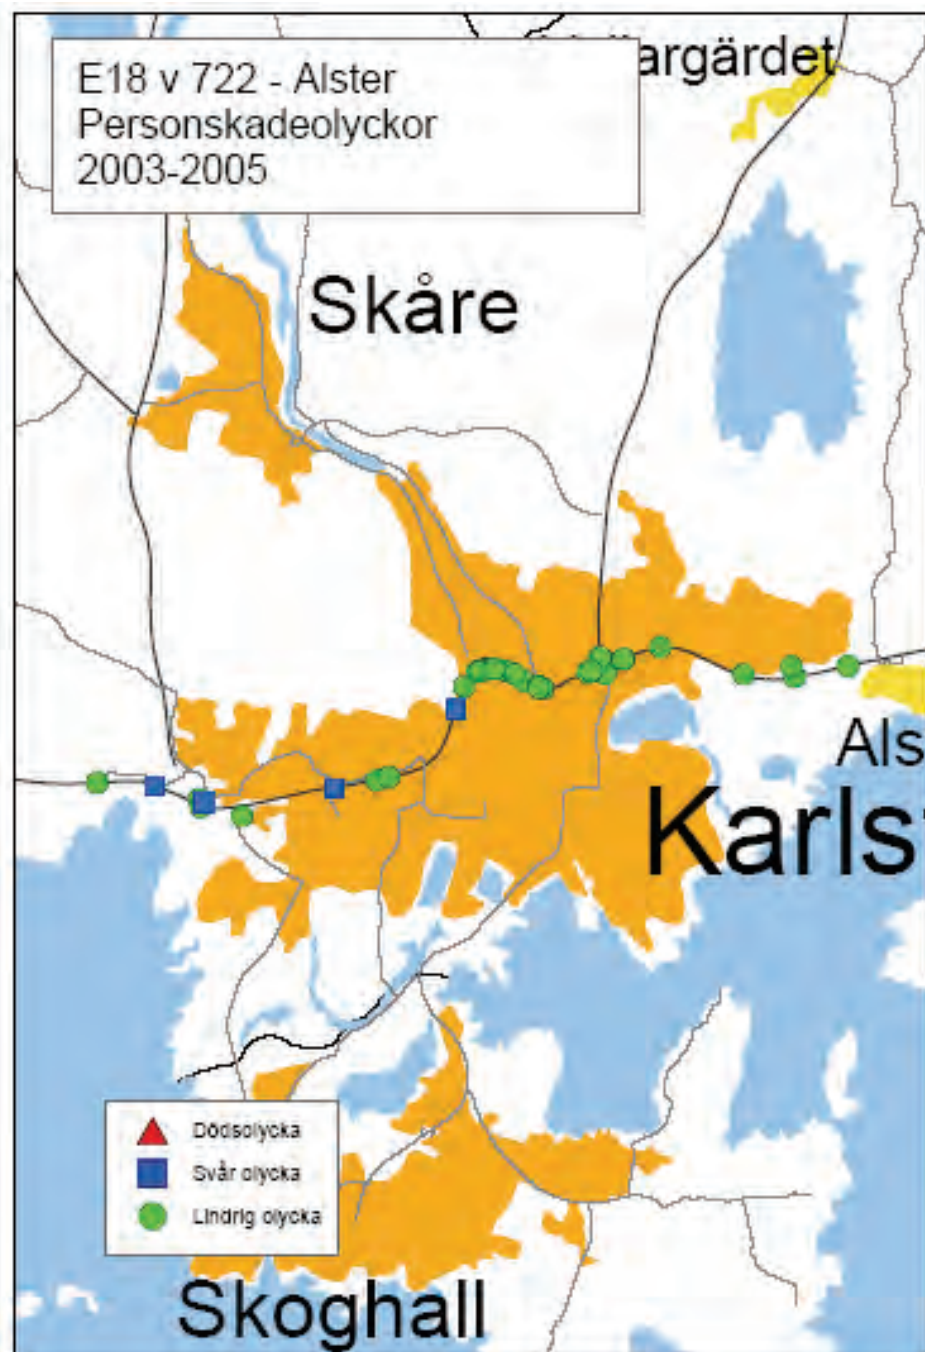 E18 v 722 - Alster
Personskadeolyckor
2003-2005
argärdet
Skåre
Als
Karls
Dödsolycka
Svår olycka
Lindrig olycka
Skoghall